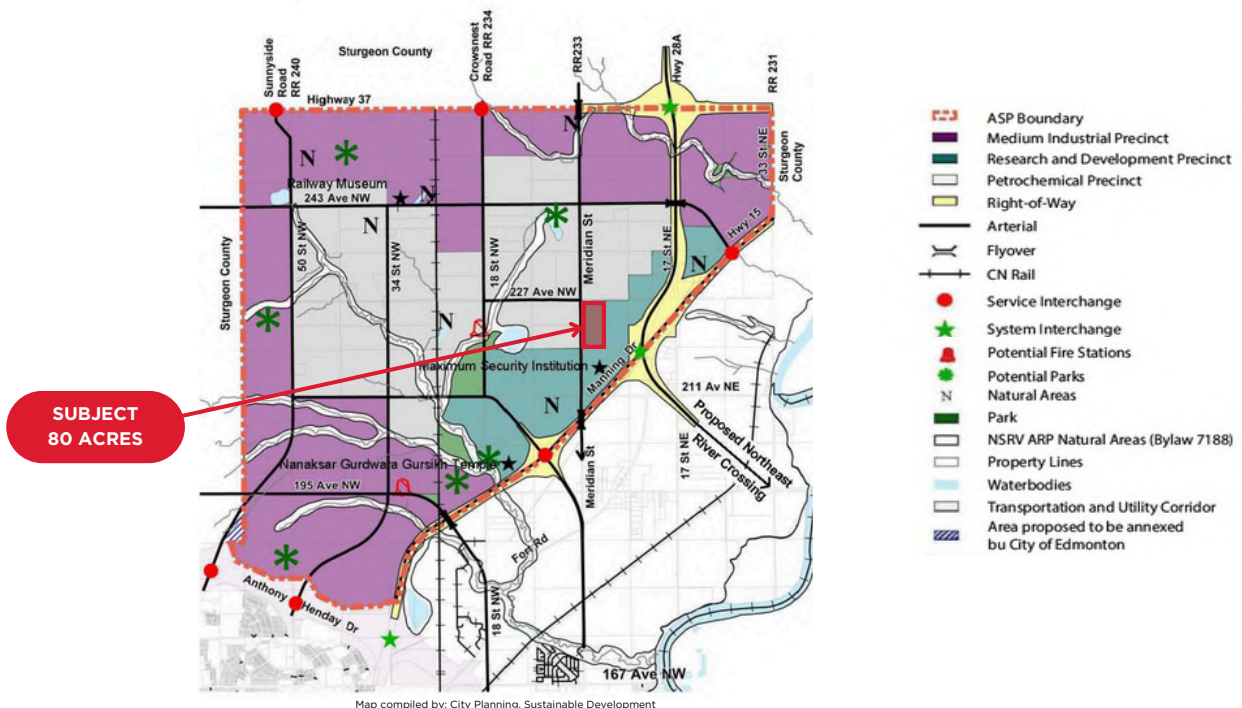 Sturgeon County
Sunnyside
Road
RR 240
Crowsnest
Road RR 234
RR233
Hwy 28A
RR 231
Highway 37
N
N
33 St NE
Sturgeon
County
Railway Museum
N
243 Ave NW
N
Hwy 15
Sturgeon County
50 St NW
34 St NW
18 St NW
Meridian St
17 St NE
N
227 Ave NW
N
Maximum Security Institution
Manning Dr
SUBJECT
80 ACRES
N
211 Av NE
Proposed Northeast
River Crossing
Nanaksar Gurdwara Gursikh Temple
17 St NE
195 Ave NW
Meridian St
Fort Rd
Anthony Henday Dr
18 St NW
167 Ave NW
Map compiled by: City Planning, Sustainable Development
ASP Boundary
Medium Industrial Precinct
Research and Development Precinct
Petrochemical Precinct
Right-of-Way
Arterial
Flyover
CN Rail
Service Interchange
System Interchange
Potential Fire Stations
Potential Parks
N Natural Areas
Park
NSRV ARP Natural Areas (Bylaw 7188)
Property Lines
Waterbodies
Transportation and Utility Corridor
Area proposed to be annexed
bu City of Edmonton